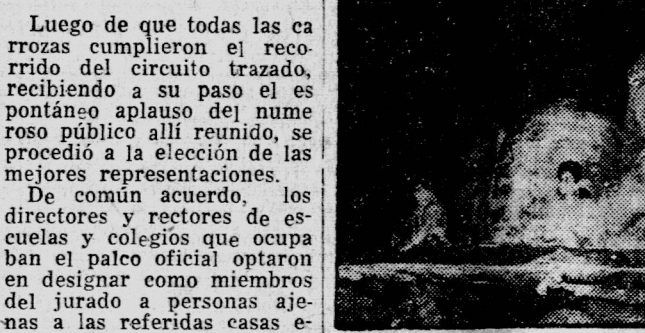 Luego de que todas las ca
rrozas cumplieron el reco-
rrido del circuito trazado,
recibiendo a su paso el es
pontáneo aplauso del nume
roso público allí reunido, se
procedió a la elección de las
mejores representaciones.
De común acuerdo, los
directores y rectores de es-
cuelas y colegios que ocupa
ban el palco oficial optaron
en designar como miembros
del jurado a personas aje-
nas a las referidas casas e-